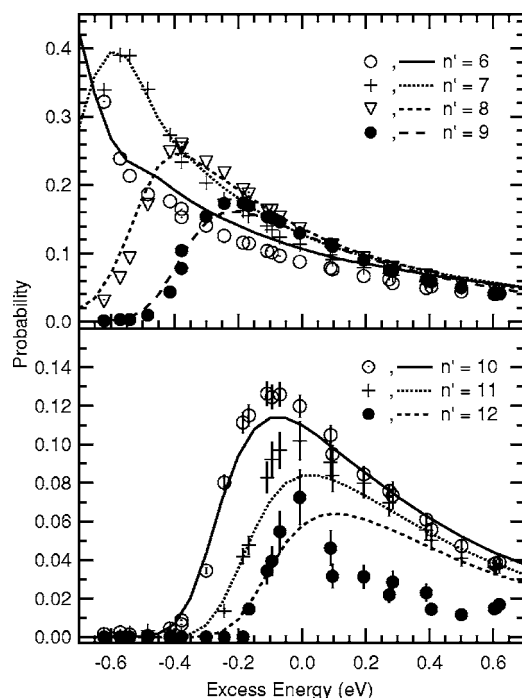 0.4
0.3
0.2
0.1
0.0
, n' = 6
, n' = 7
, n' = 8
, n' = 9
Probability
0.14
0.12
0.10
0.08
0.06
0.04
0.02
0.00
, n' = 10
, n' = 11
, n' = 12
-0.6 -0.4 -0.2 0.0 0.2 0.4 0.6
Excess Energy (eV)